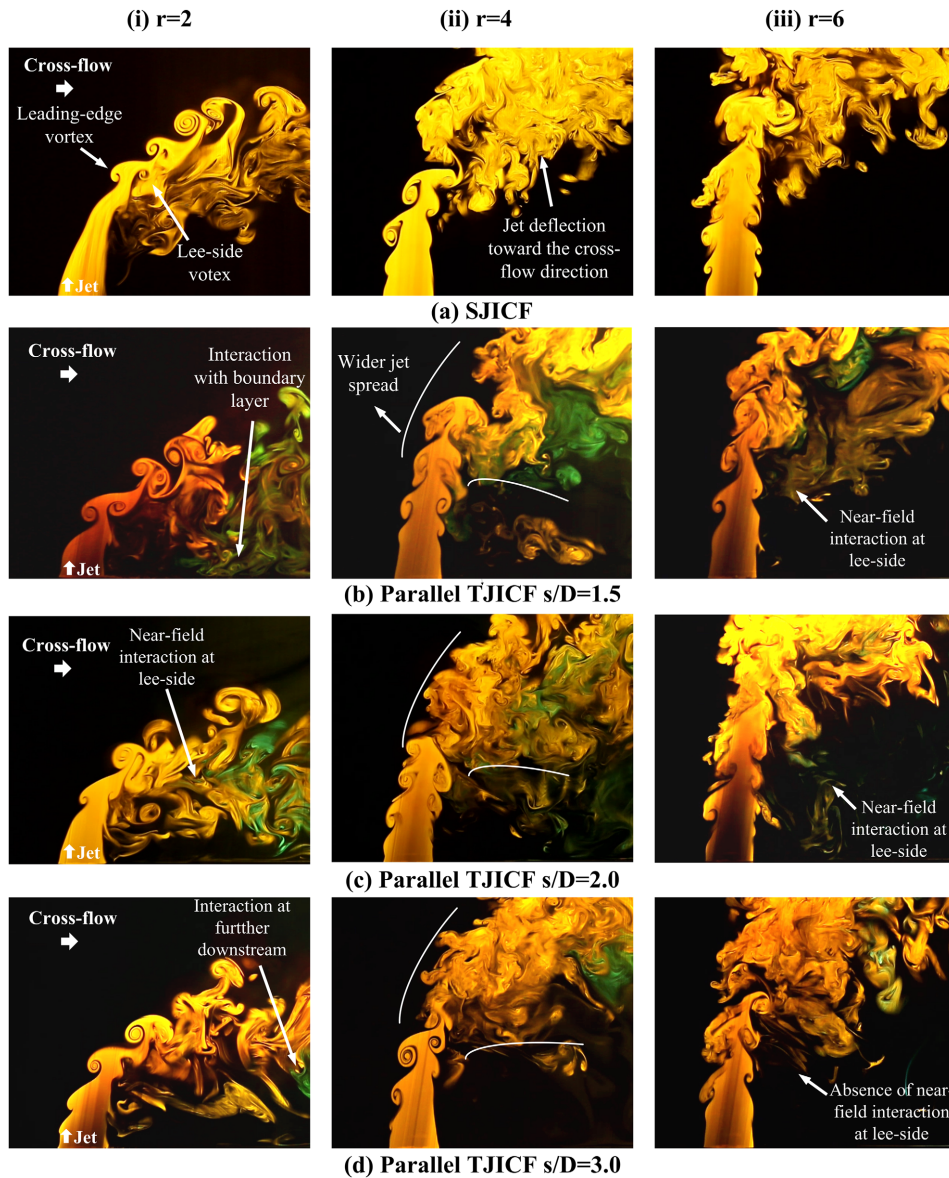 (i) r=2
(ii) r=4
(iii) r=6
Cross-flow
Leading-edge
vortex
Lee-side
votex
Jet
Jet deflection
toward the cross-
flow direction
(a) SJICF
Cross-flow
Interaction
with boundary
layer
Jet
Wider jet
spread
Near-field
interaction at
lee-side
(b) Parallel TJICF s/D=1.5
Cross-flow
Near-field
interaction at
lee-side
Jet
Near-field
interaction at
lee-side
(c) Parallel TJICF s/D=2.0
Cross-flow
Interaction at
furtther
downstream
Jet
Absence of near-
field interaction
at lee-side
(d) Parallel TJICF s/D=3.0